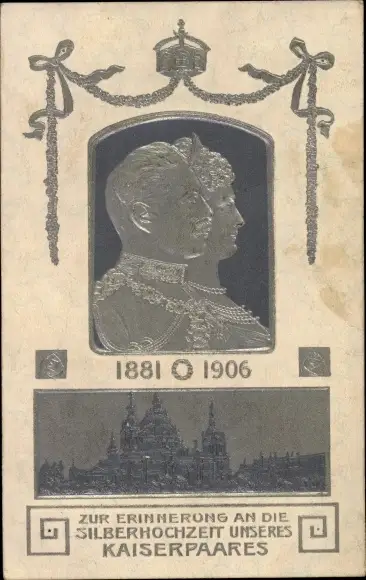 1881 1906
ZUR ERINNERUNG AN DIE
SILBERHOCHZEIT UNSERES
KAISERPAARES